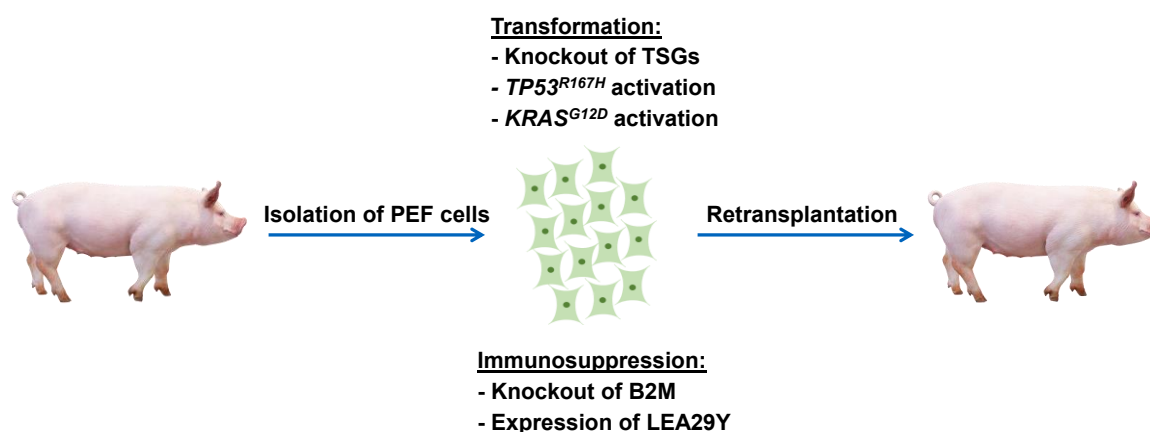 Transformation:
- Knockout of TSGs
- TP53R167H activation
- KRASG12D activation
Isolation of PEF cells
Retransplantation
Immunosuppression:
- Knockout of B2M
- Expression of LEA29Y